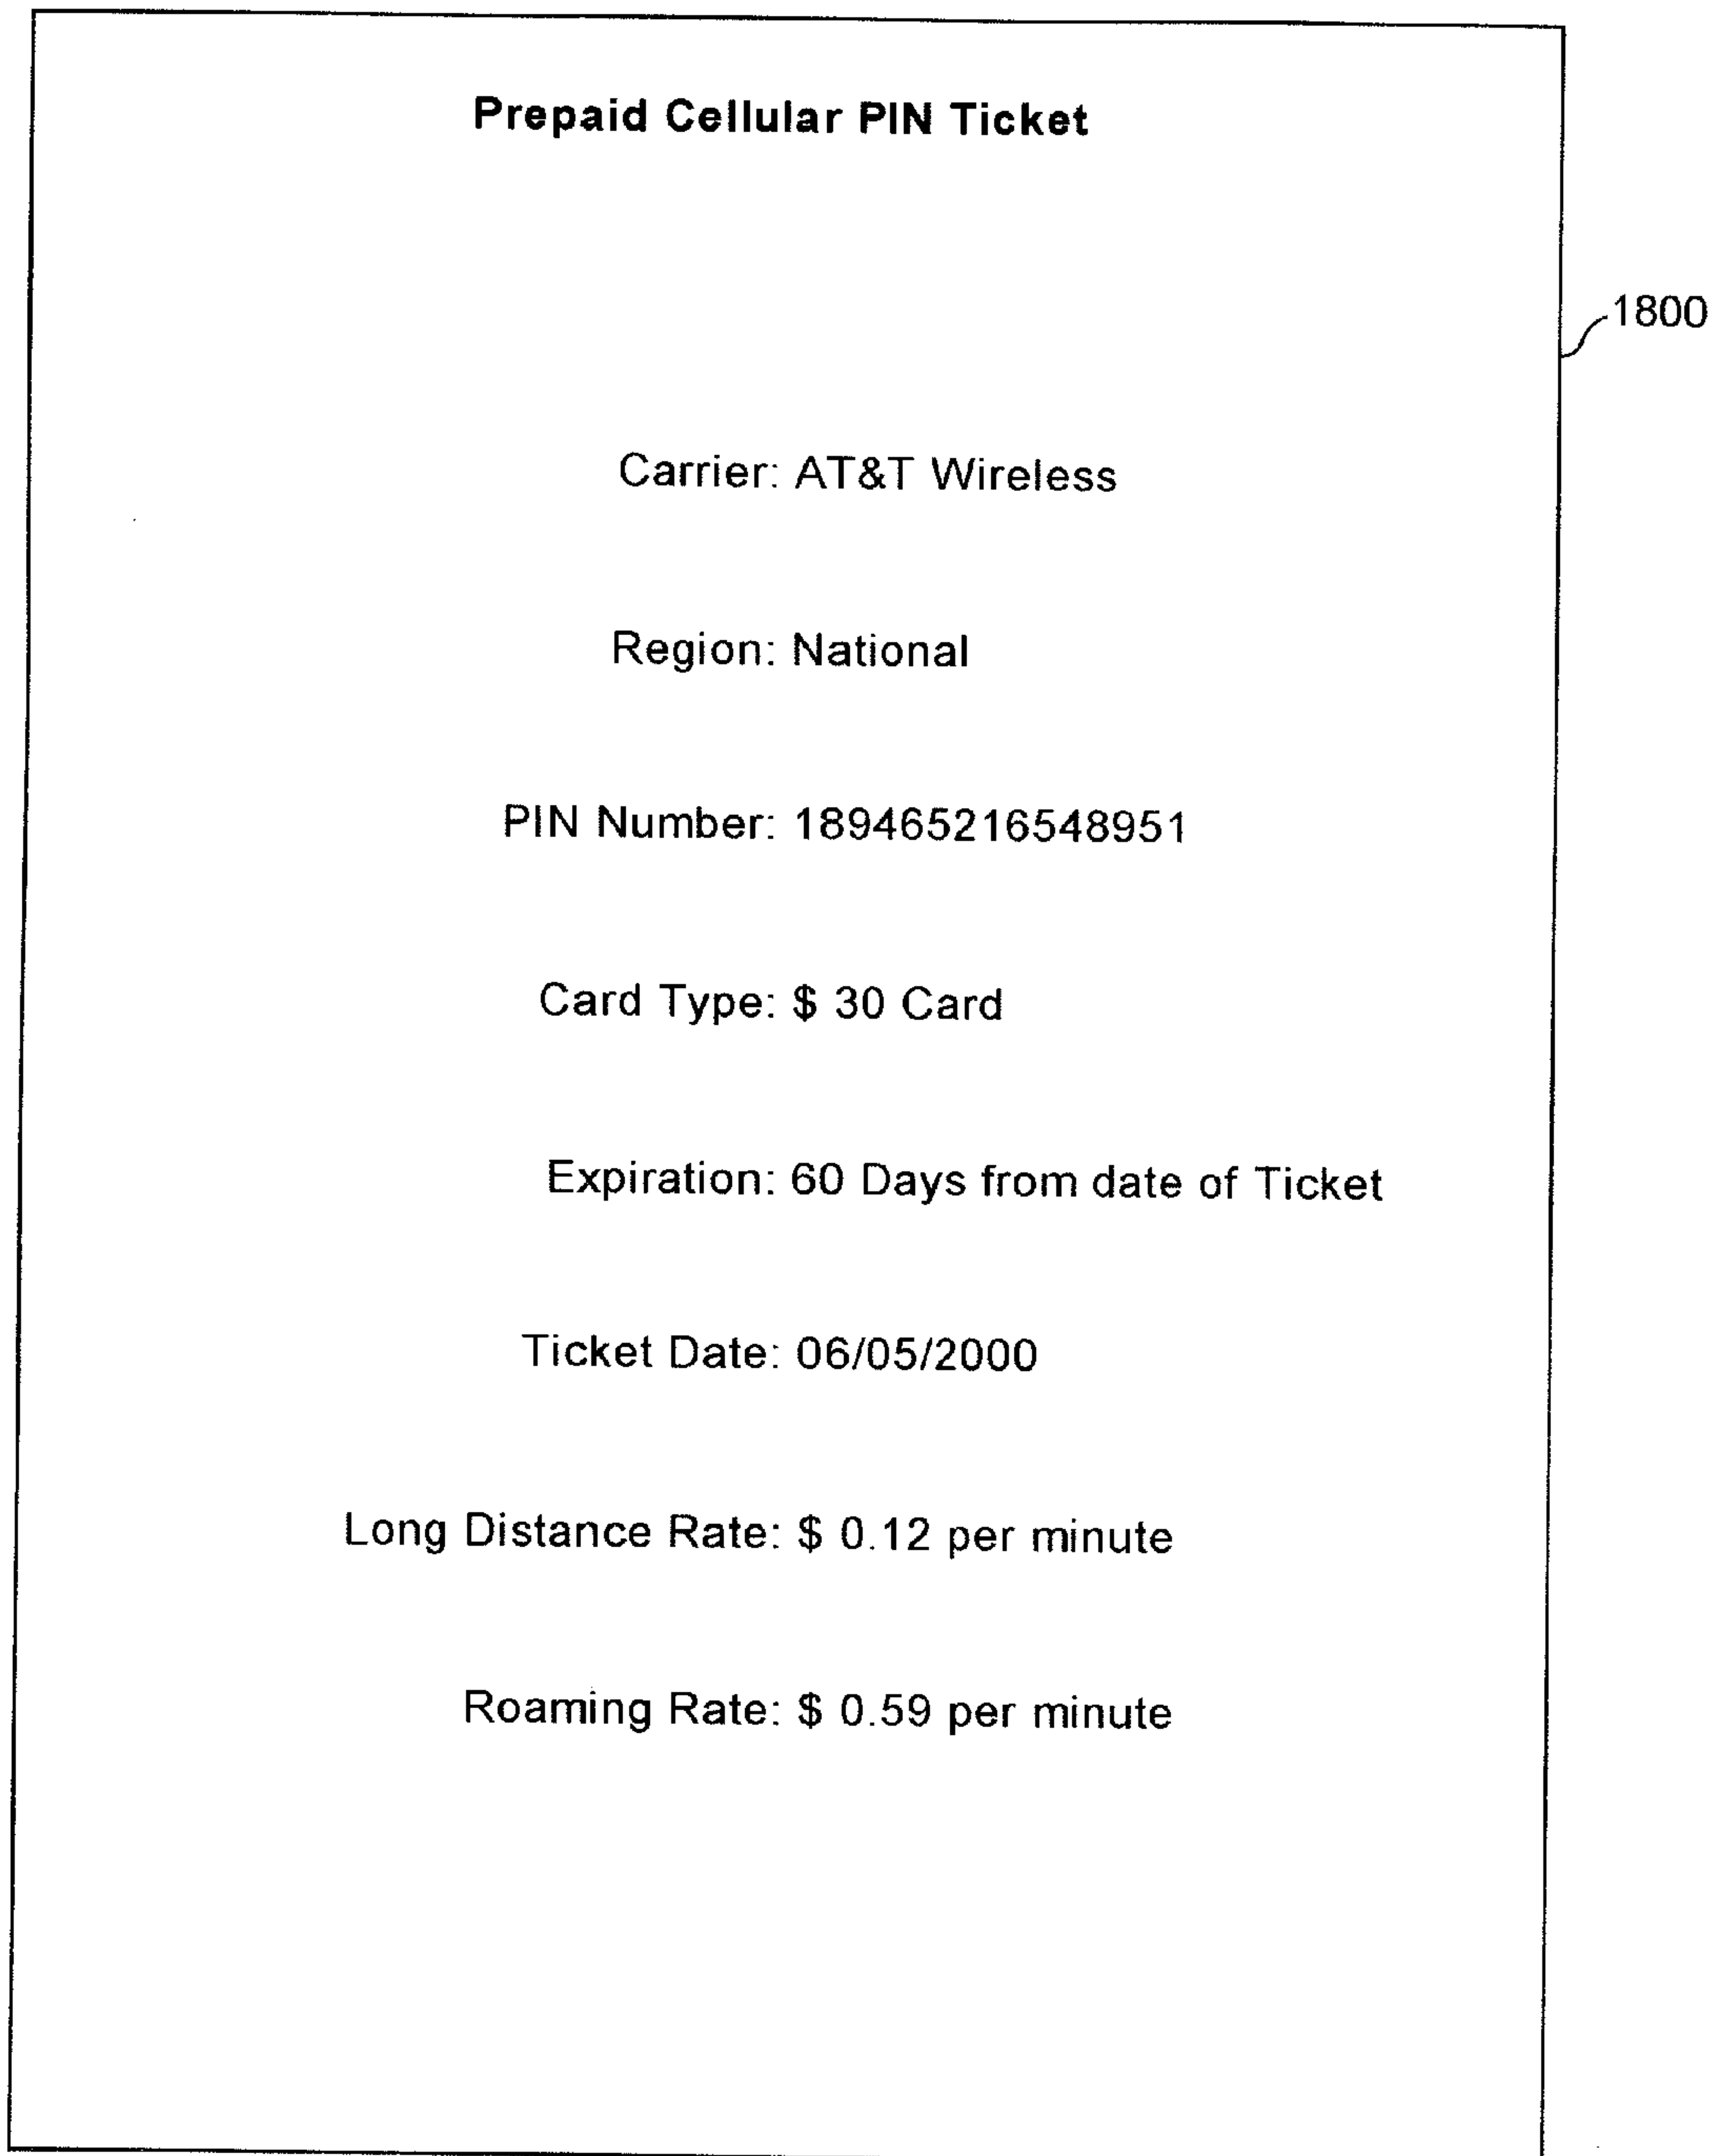 Prepaid Cellular PIN Ticket
1800
Carrier: AT&T Wireless
Region: National
PIN Number: 189465216548951
Card Type: $ 30 Card
Expiration: 60 Days from date of Ticket
Ticket Date: 06/05/2000
Long Distance Rate: $ 0.12 per minute
Roaming Rate: $ 0.59 per minute